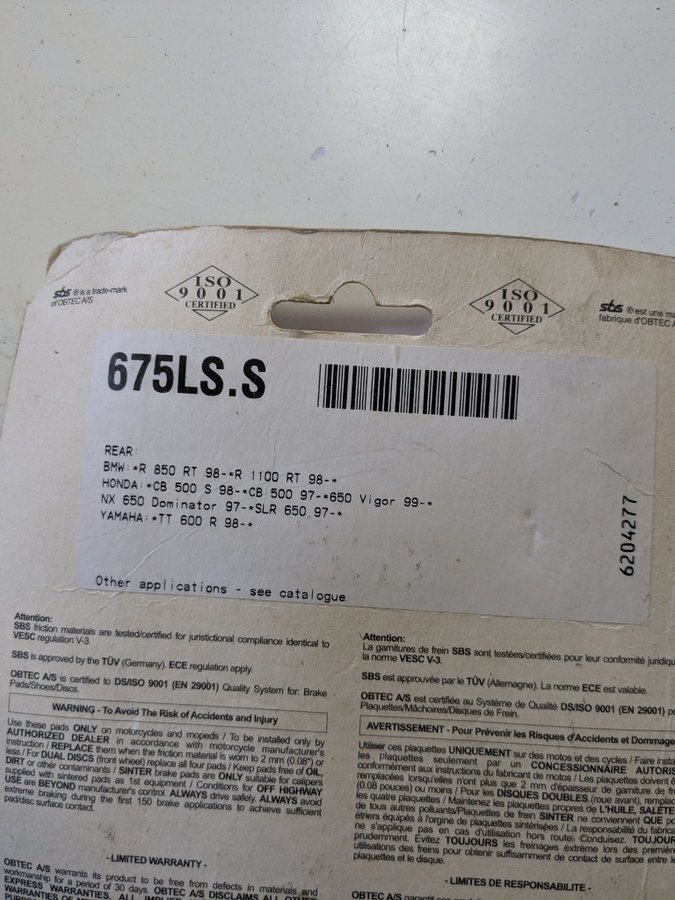 sbs ® is a trade-mark
of OBTEC A/S
ISO
9001
CERTIFIED
ISO
9001
CERTIFIED
sbs ® est une
fabrique d'OBTEC
675LS.S
REAR:
BMW:*R 850 RT 98-*R 1100 RT 98-*
HONDA:*CB 500 S 98-*CB 500 97-*650 Vigor 99-*
NX 650 Dominator 97-*SLR 650 97-*
YAMAHA:*TT 600 R 98-*
6204277
Other applications - see catalogue
Attention:
SBS friction materials are tested/certified for juristictional compliance identical to
VESC regulation V-3.
SBS is approved by the TÜV (Germany). ECE regulation apply.
OBTEC A/S is certified to DS/ISO 9001 (EN 29001) Quality System for: Brake
Pads/Shoes/Discs.
WARNING - To Avoid The Risk of Accidents and Injury
Use these pads ONLY on motorcycles and mopeds / To be installed only by
AUTHORIZED DEALER in accordance with motorcycle manufacturer's
instruction / REPLACE them when the friction material is worn to 2 mm (0.08") or
less / For DUAL DISCS (front wheel) replace all four pads / Keep pads free of OIL,
DIRT or other contaminants / SINTER brake pads are ONLY suitable for calipers
supplied with sintered pads as 1st equipment / Conditions for OFF HIGHWAY
USE are BEYOND manufacturer's control. ALWAYS drive safely. ALWAYS avoid
extreme braking during the first 150 brake applications to achieve sufficient
pad/disc surface contact.
- LIMITED WARRANTY -
OBTEC A/S warrants its product to be free from defects in materials and
workmanship for a period of 30 days. OBTEC A/S DISCLAIMS ALL OTHER
EXPRESS WARRANTIES. ALL
Attention:
La garnitures de frein SBS sont testées/certifiées pour leur conformité
la norme VESC V-3.
SBS est approuvée par le TÜV (Allemagne). La norme ECE est valable.
OBTEC A/S est certifiée au Système de Qualité DS/ISO 9001 (EN 29001)
Plaquettes/Mâchoires/Disques de Frein.
AVERTISSEMENT - Pour Prévenir les Risques d'Accidents et
Utiliser ces plaquettes UNIQUEMENT sur des motos et des cycles / Faire
les plaquettes seulement par un CONCESSIONNAIRE
conformément aux instructions du fabricant de motos / Les plaquettes doivent
remplacées lorsqu'elles n'ont plus que 2 mm d'épaisseur de garniture de
(0.08 pouces) ou moins / Pour les DISQUES DOUBLES (roue avant),
les quatre plaquettes / Maintenez les plaquettes propres de L'HUILE,
de tous autres polluants/Plaquettes de frein SINTER ne conviennent QUE
étriers équipés à l'orgine de plaquettes sintérisées / La responsabilité du
ne s'applique pas en cas d'utilisation hors route. Conduisez
prudemment. Évitez TOUJOURS les freinages extrême lors des
utilisations des freins pour obtenir suffisamment de contact de surface entre
plaquettes et le disque.
- LIMITES DE RESPONSABILITE -
OBTEC A/S